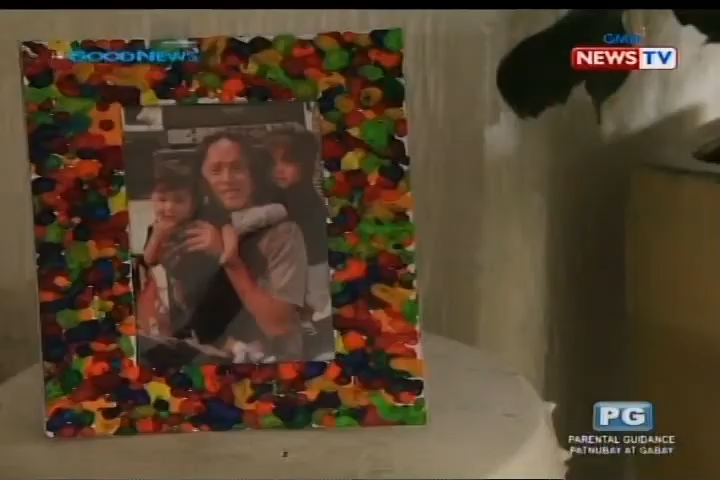 GOODNEWS
GMA
NEWS TV
PG
PARENTAL GUIDANCE
PATNUBAY AT GABAY